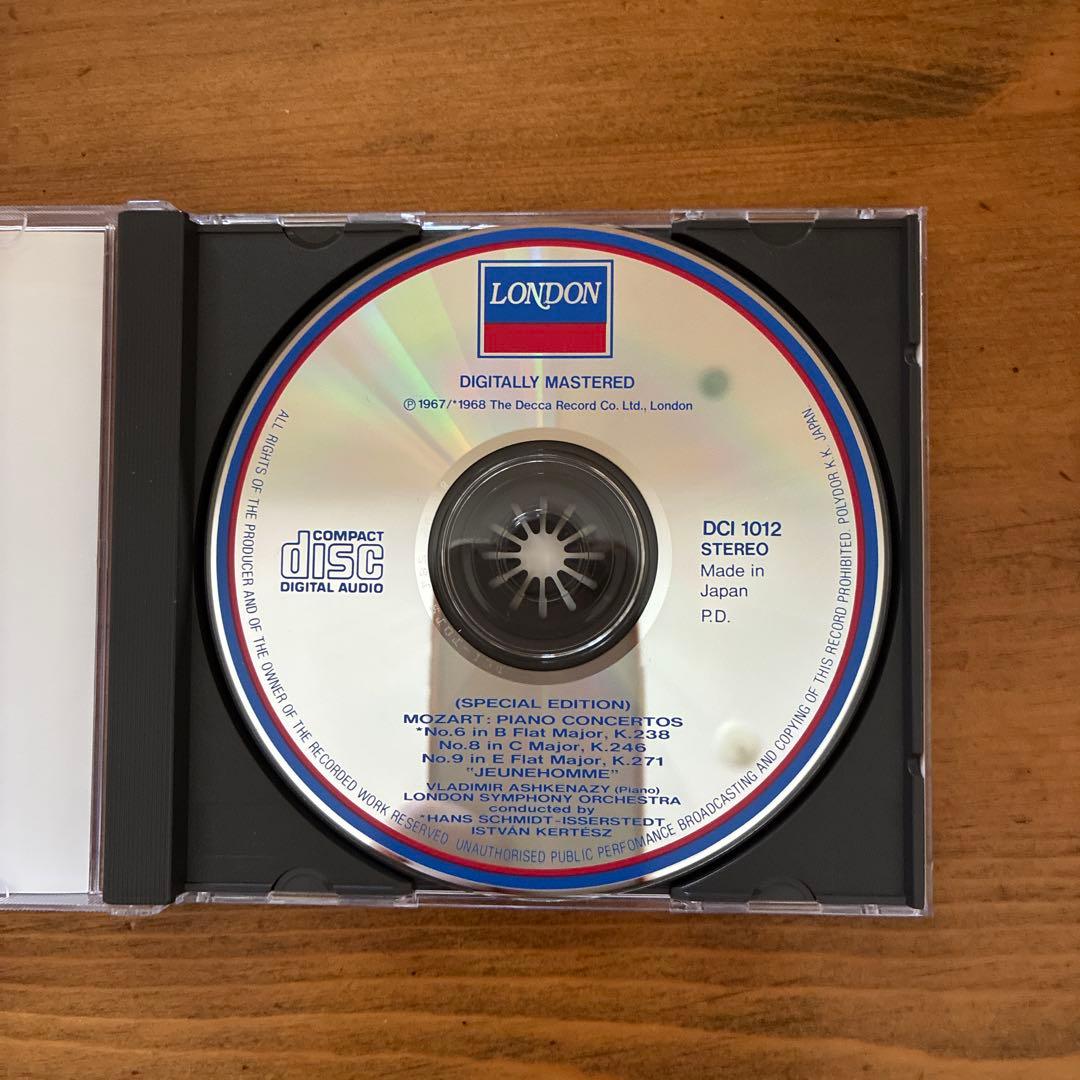 LONDON
DIGITALLY MASTERED
℗ 1967/*1968 The Decca Record Co. Ltd., London
COMPACT
disc
DIGITAL AUDIO
DCI 1012
STEREO
Made in
Japan
P.D.
(SPECIAL EDITION)
MOZART: PIANO CONCERTOS
*No.6 in B Flat Major, K.238
No.8 in C Major, K.246
No.9 in E Flat Major, K.271
"JEUNEHOMME"
VLADIMIR ASHKENAZY (Piano)
LONDON SYMPHONY ORCHESTRA
conducted by
*HANS SCHMIDT-ISSERSTEDT
ISTVÁN KERTÉSZ
ALL RIGHTS OF THE PRODUCER AND OF THE OWNER OF THE RECORDED WORK RESERVED. UNAUTHORISED PUBLIC PERFOMANCE BROADCASTING AND COPYING OF THIS RECORD PROHIBITED. POLYDOR K.K. JAPAN.